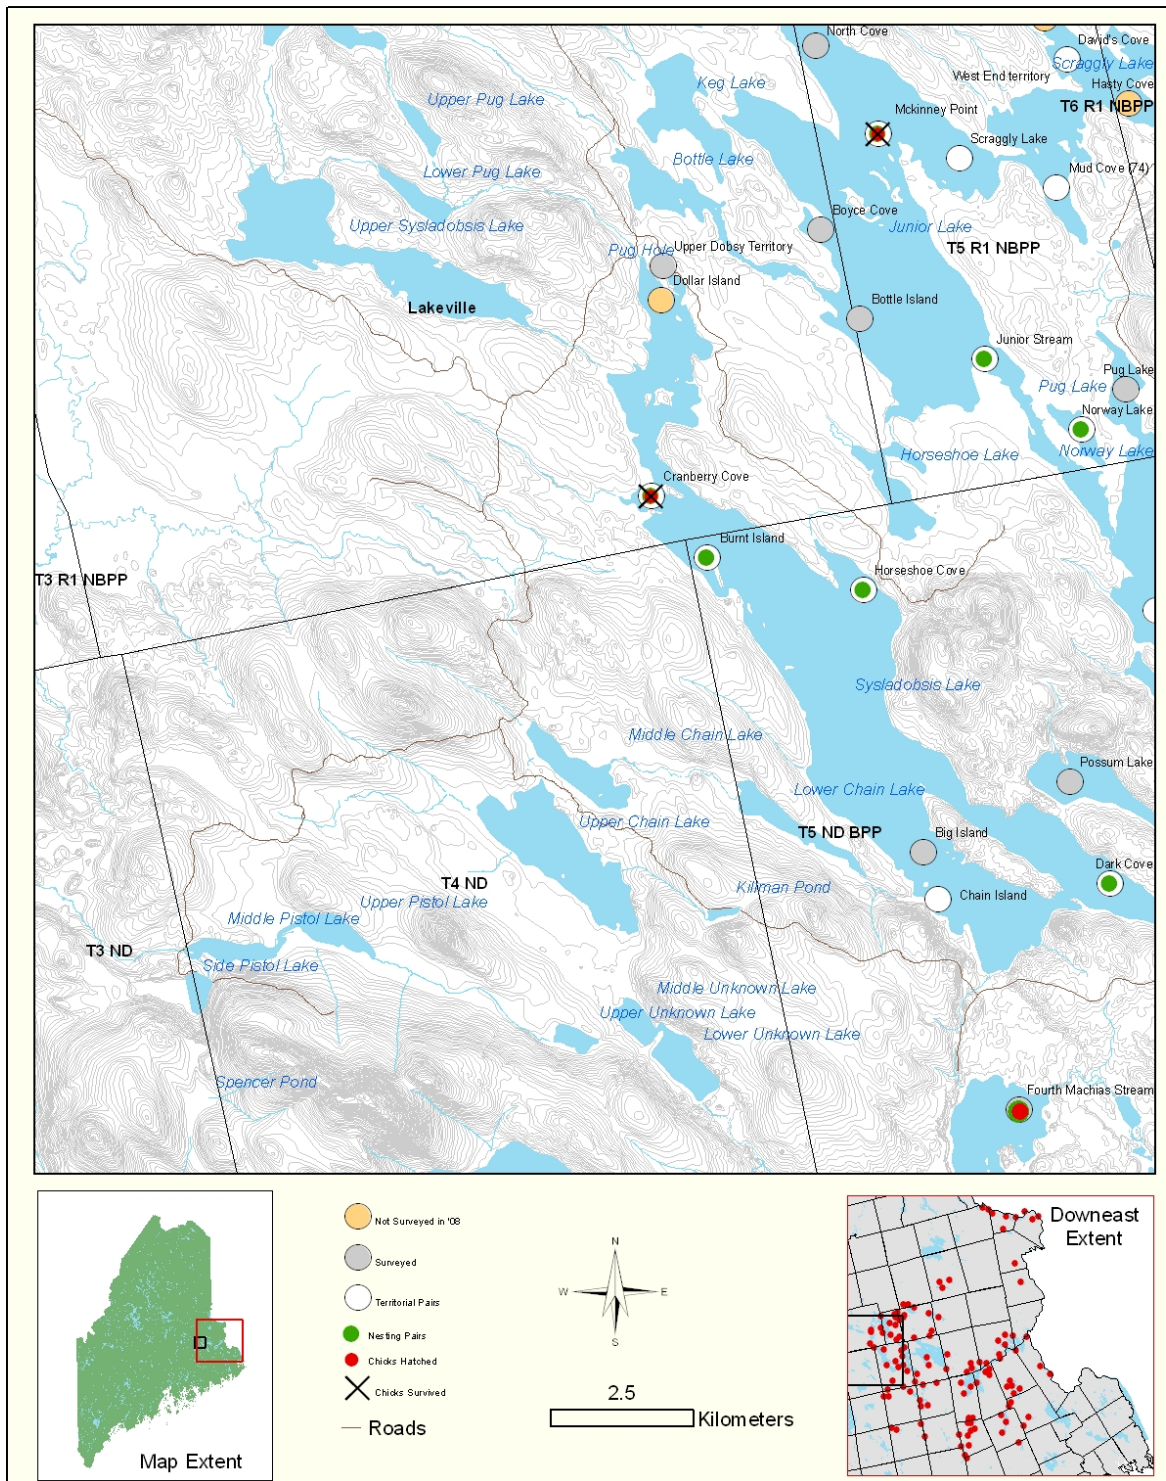 North Cove
David's Cove
Scraggly Lake
West End territory
Hasty Cove
Keg Lake
Upper Pug Lake
T6 R1 NBPP
Mckinney Point
Scraggly Lake
Bottle Lake
Mud Cove (74)
Lower Pug Lake
Boyce Cove
Upper Sysladobsis Lake
Junior Lake
Pug Hole
Upper Dobsy Territory
T5 R1 NBPP
Dollar Island
Lakeville
Bottle Island
Junior Stream
Pug Lake
Pug Lake
Norway Lake
Horseshoe Lake
Norway Lake
Cranberry Cove
Burnt Island
Horseshoe Cove
T3 R1 NBPP
Sysladobsis Lake
Middle Chain Lake
Possum Lake
Lower Chain Lake
Upper Chain Lake
T5 ND BPP
Big Island
Dark Cove
T4 ND
Killman Pond
Chain Island
Upper Pistol Lake
Middle Pistol Lake
T3 ND
Side Pistol Lake
Middle Unknown Lake
Upper Unknown Lake
Lower Unknown Lake
Spencer Pond
Fourth Machias Stream
Map Extent
Not Surveyed in '08
Surveyed
Territorial Pairs
Nesting Pairs
Chicks Hatched
Chicks Survived
Roads
N
W
E
S
2.5
Kilometers
Downeast
Extent